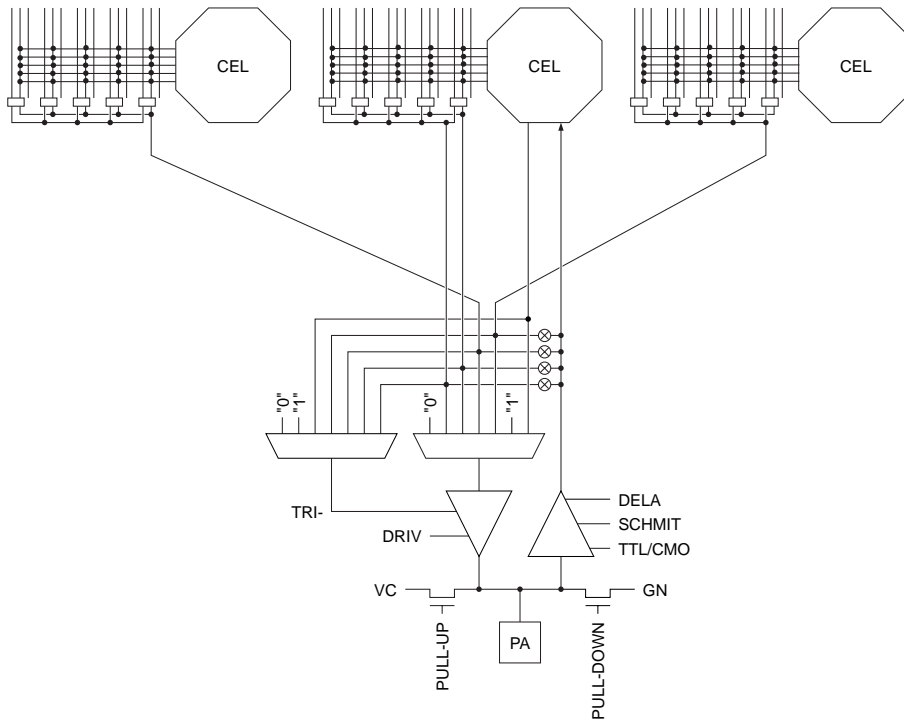 CEL
CEL
CEL
"0"
"1"
"0"
"1"
TRI-
DRIV
DELA
SCHMIT
TTL/CMO
VC
GN
PULL-UP
PA
PULL-DOWN